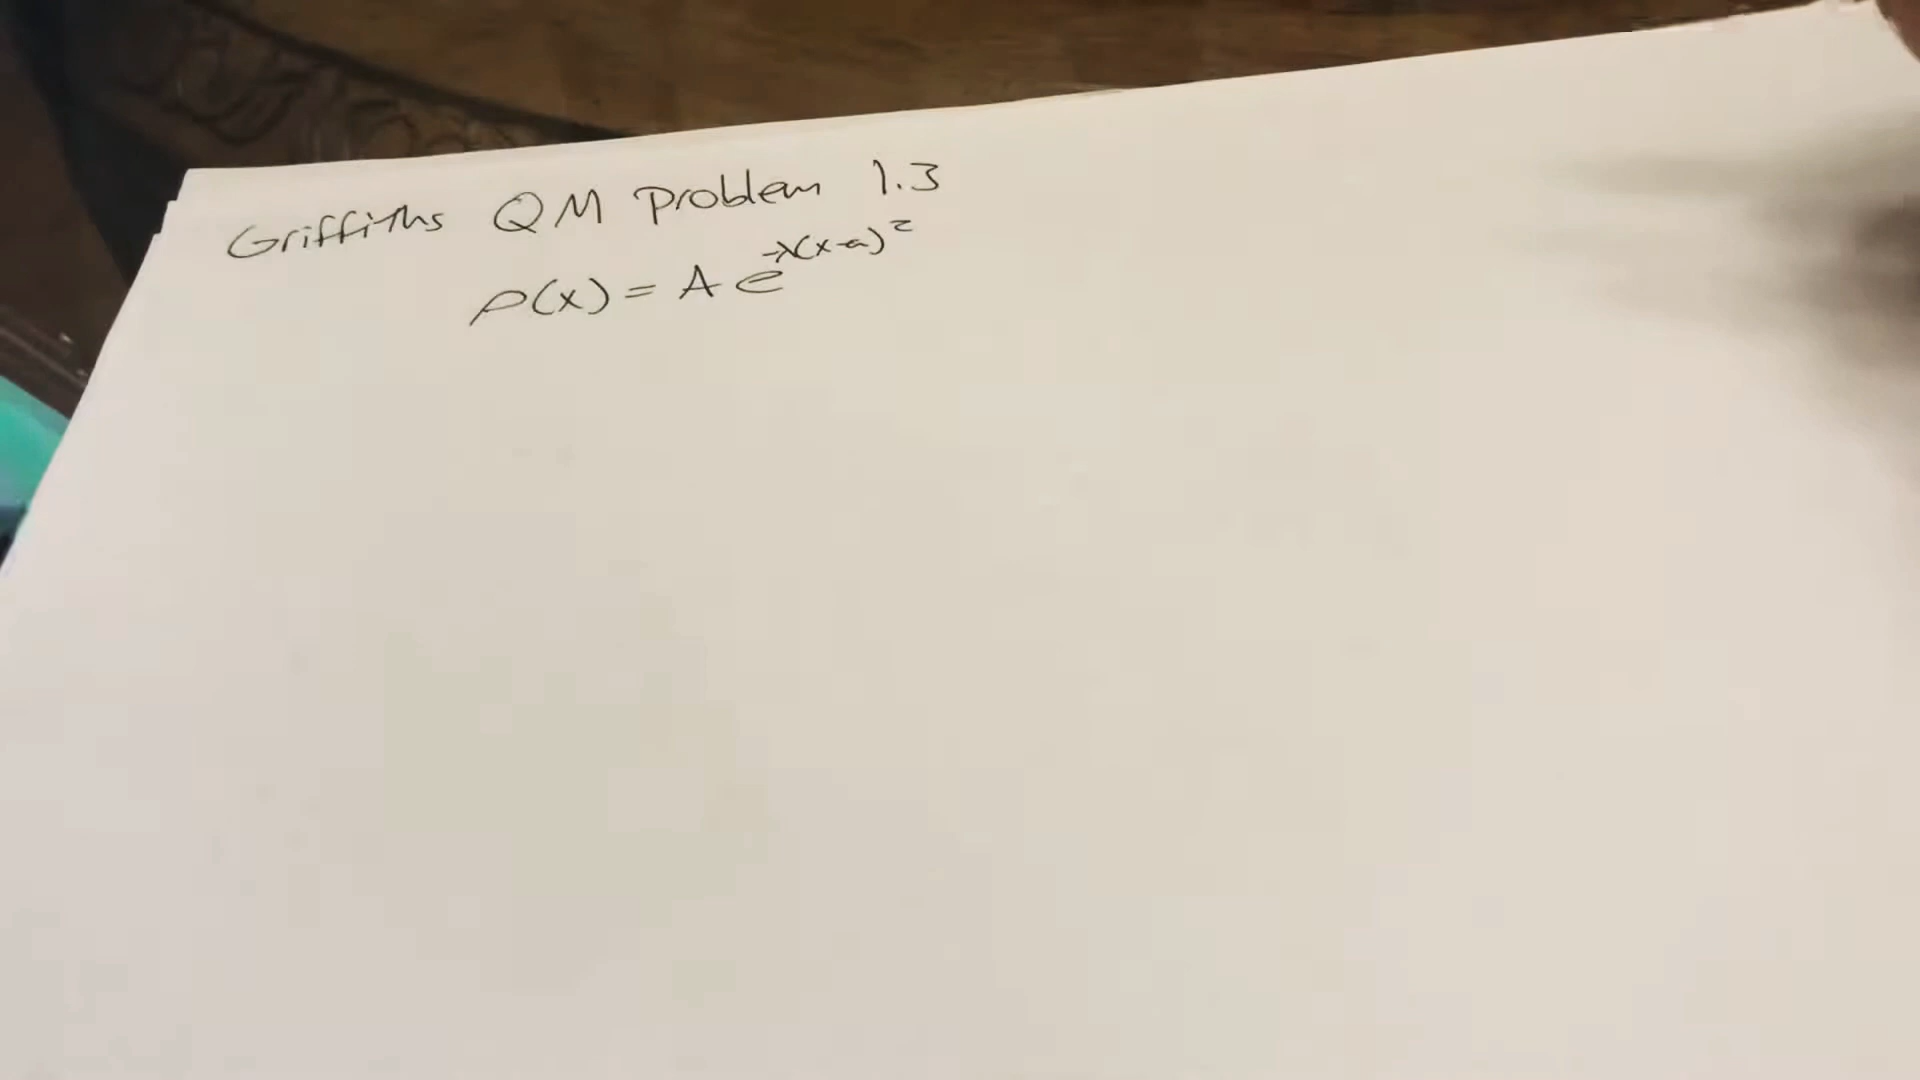 Griffiths QM Problem 1.3
ρ(x) = A e^{-λ(x-a)^2}